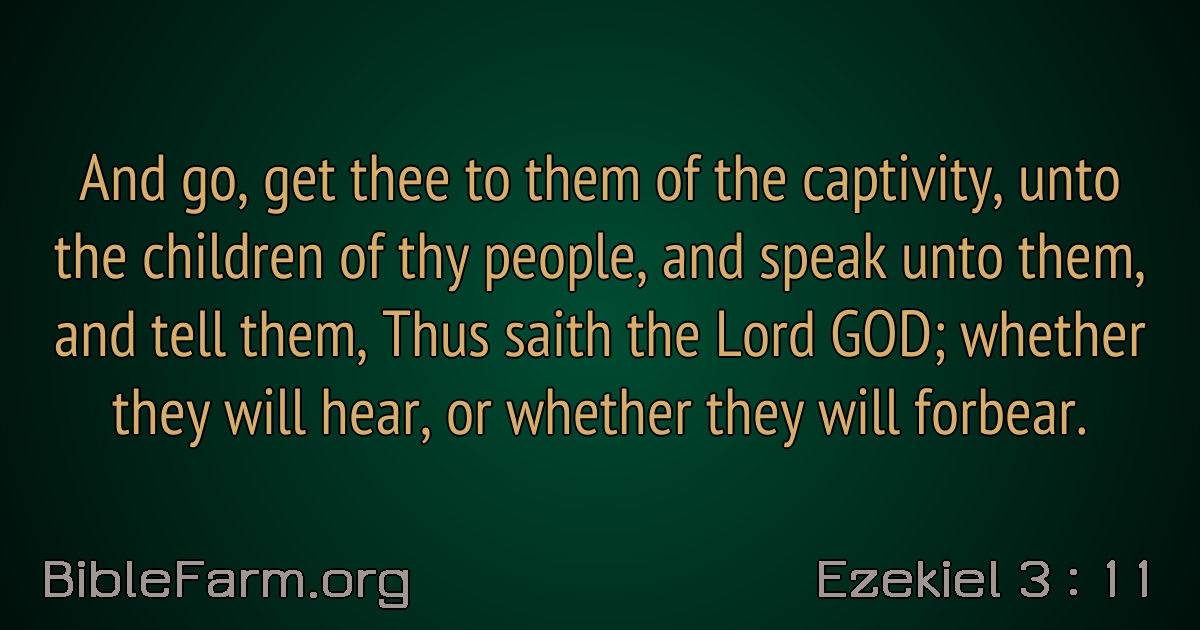 And go, get thee to them of the captivity, unto
the children of thy people, and speak unto them,
and tell them, Thus saith the Lord GOD; whether
they will hear, or whether they will forbear.
BibleFarm.org
Ezekiel 3 : 11